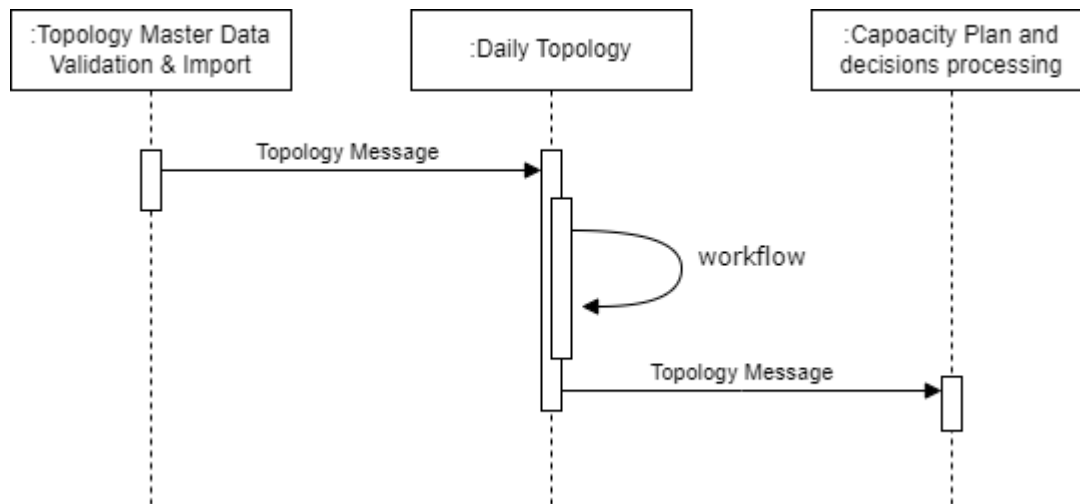 :Topology Master Data
Validation & Import
:Daily Topology
:Capoacity Plan and
decisions processing
Topology Message
workflow
Topology Message